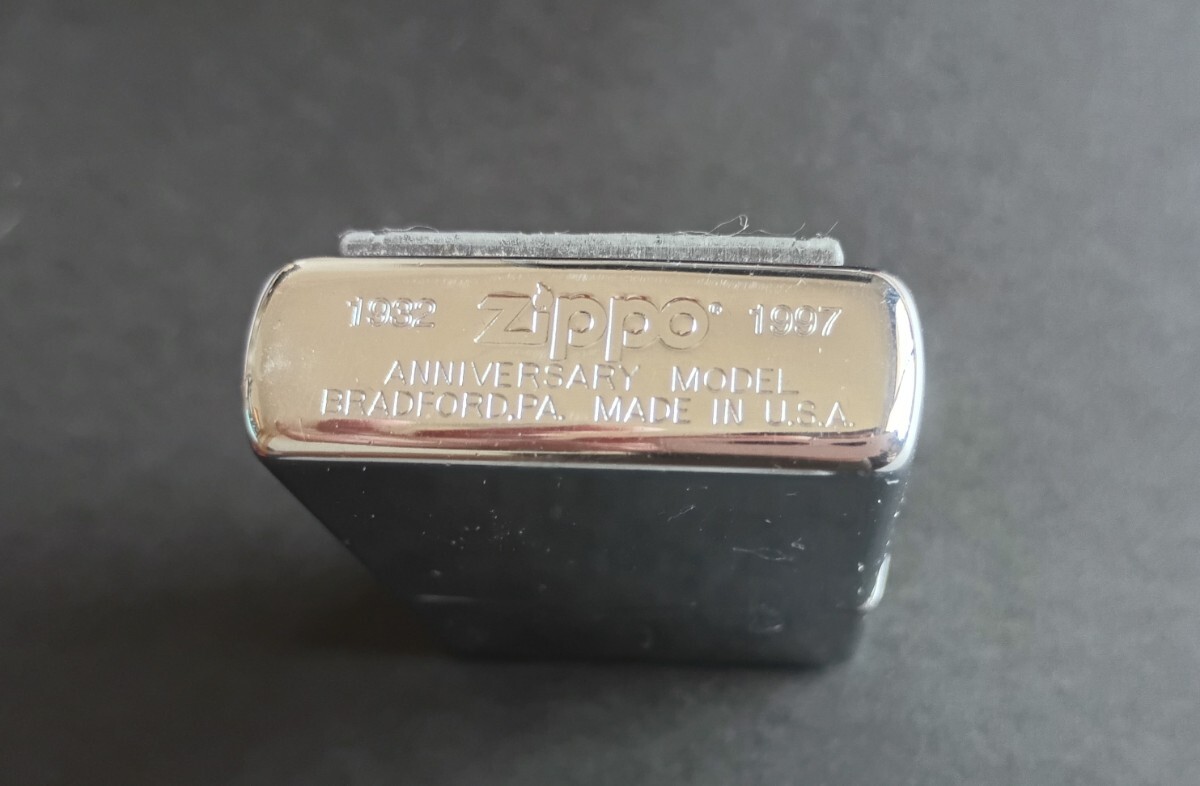 1932 Zippo® 1997
ANNIVERSARY MODEL
BRADFORD,PA. MADE IN U.S.A.